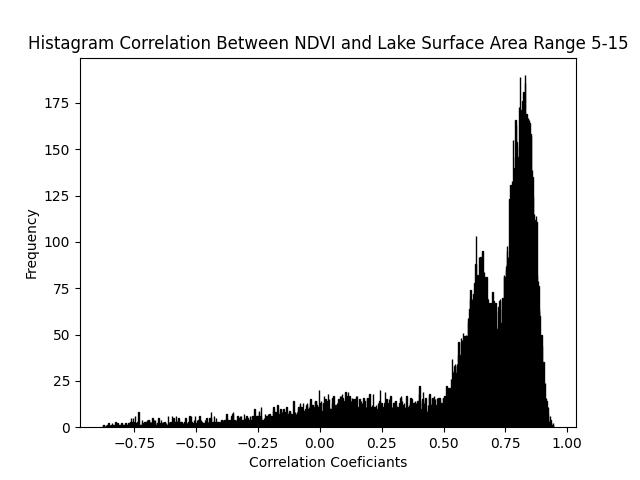 Histagram Correlation Between NDVI and Lake Surface Area Range 5-15
Frequency
175
150
125
100
75
50
25
0
−0.75 −0.50 −0.25 0.00 0.25 0.50 0.75 1.00
Correlation Coeficiants